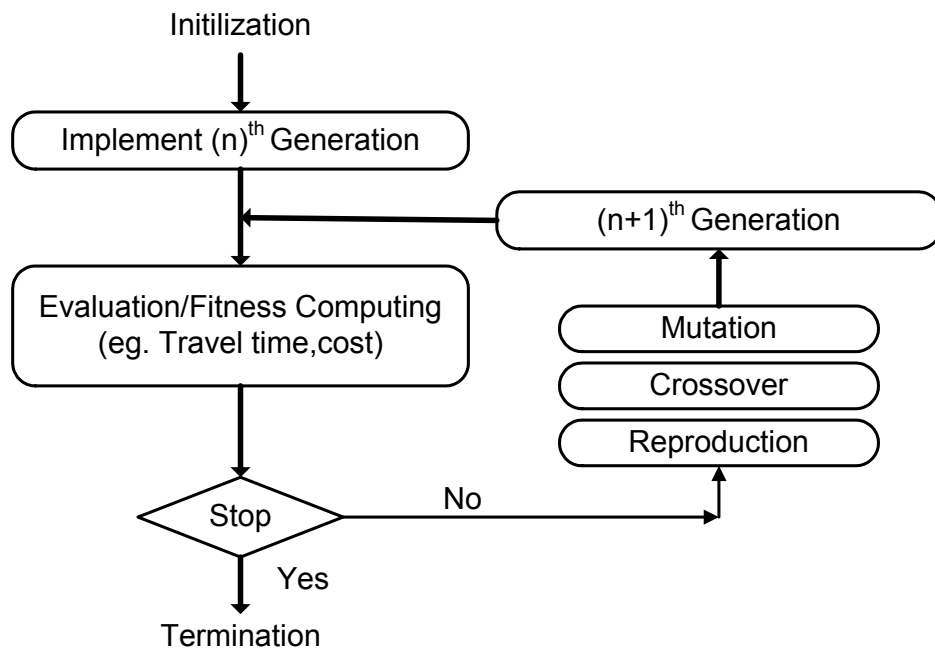 Initilization
Implement (n)th Generation
(n+1)th Generation
Evaluation/Fitness Computing
(eg. Travel time,cost)
Mutation
Crossover
Reproduction
Stop
No
Yes
Termination